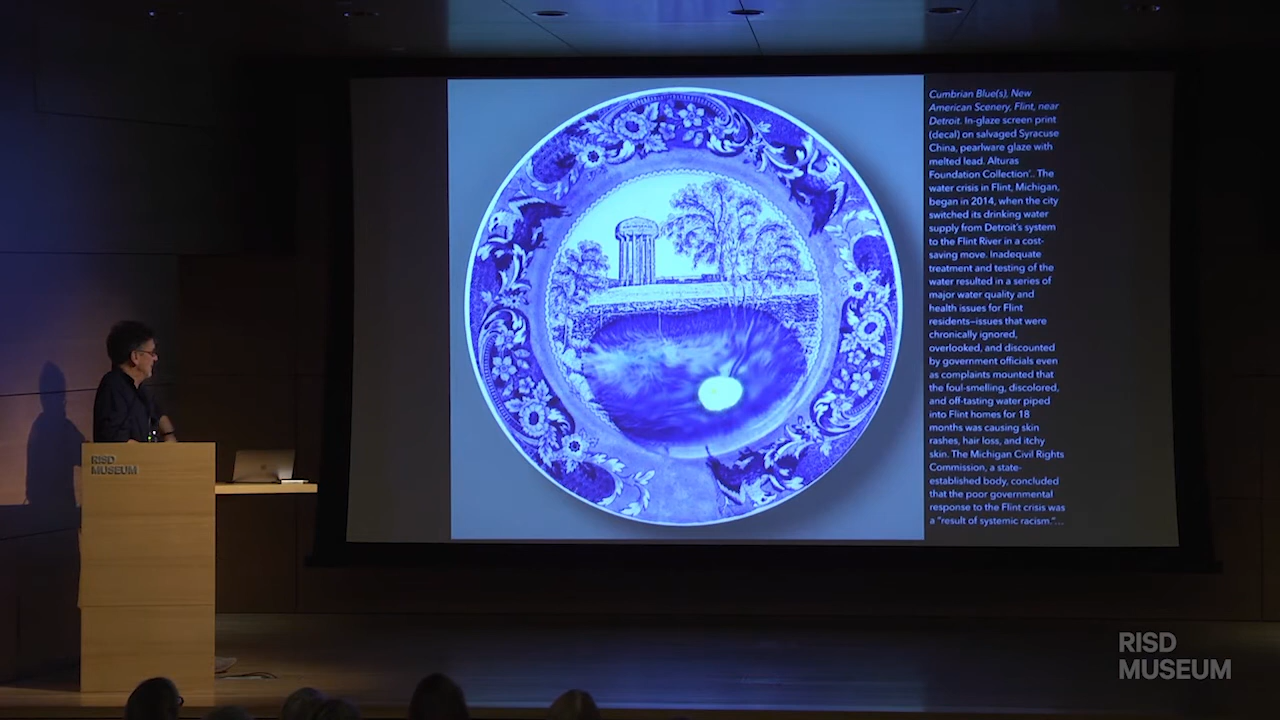 Cumbrian Blue(s), New
American Scenery, Flint, near
Detroit. In-glaze screen print
(decal) on salvaged Syracuse
China, pearlware glaze with
melted lead. Alturas
Foundation Collection'.. The
water crisis in Flint, Michigan,
began in 2014, when the city
switched its drinking water
supply from Detroit's system
to the Flint River in a cost-
saving move. Inadequate
treatment and testing of the
water resulted in a series of
major water quality and
health issues for Flint
residents—issues that were
chronically ignored,
overlooked, and discounted
by government officials even
as complaints mounted that
the foul-smelling, discolored,
and off-tasting water piped
into Flint homes for 18
months was causing skin
rashes, hair loss, and itchy
skin. The Michigan Civil Rights
Commission, a state-
established body, concluded
that the poor governmental
response to the Flint crisis was
a "result of systemic racism."...
RISD
MUSEUM
RISD
MUSEUM